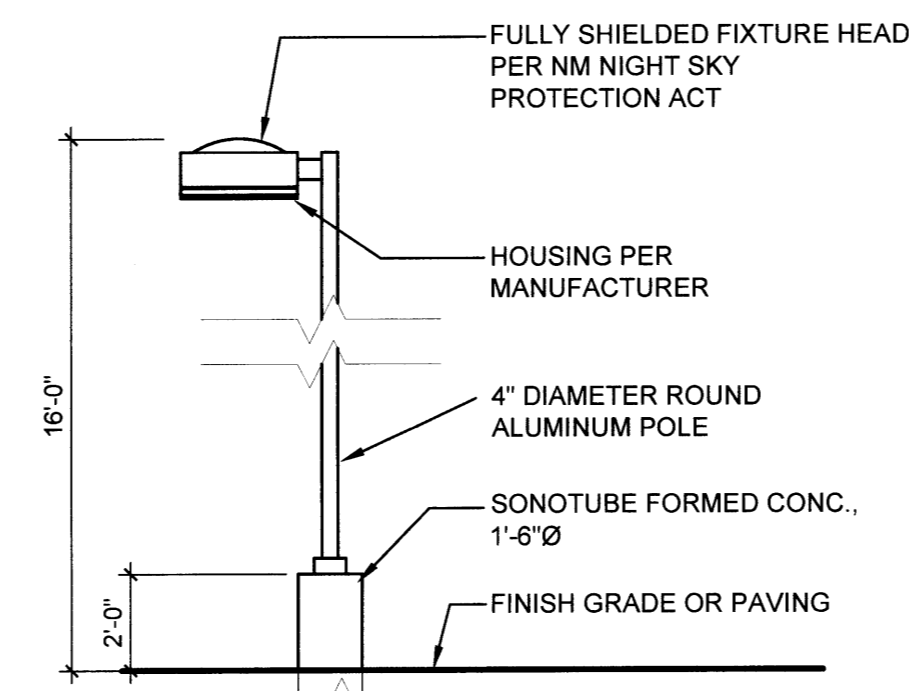 FULLY SHIELDED FIXTURE HEAD
PER NM NIGHT SKY
PROTECTION ACT
HOUSING PER
MANUFACTURER
16'-0"
4" DIAMETER ROUND
ALUMINUM POLE
SONOTUBE FORMED CONC.,
1'-6"Ø
2'-0"
FINISH GRADE OR PAVING